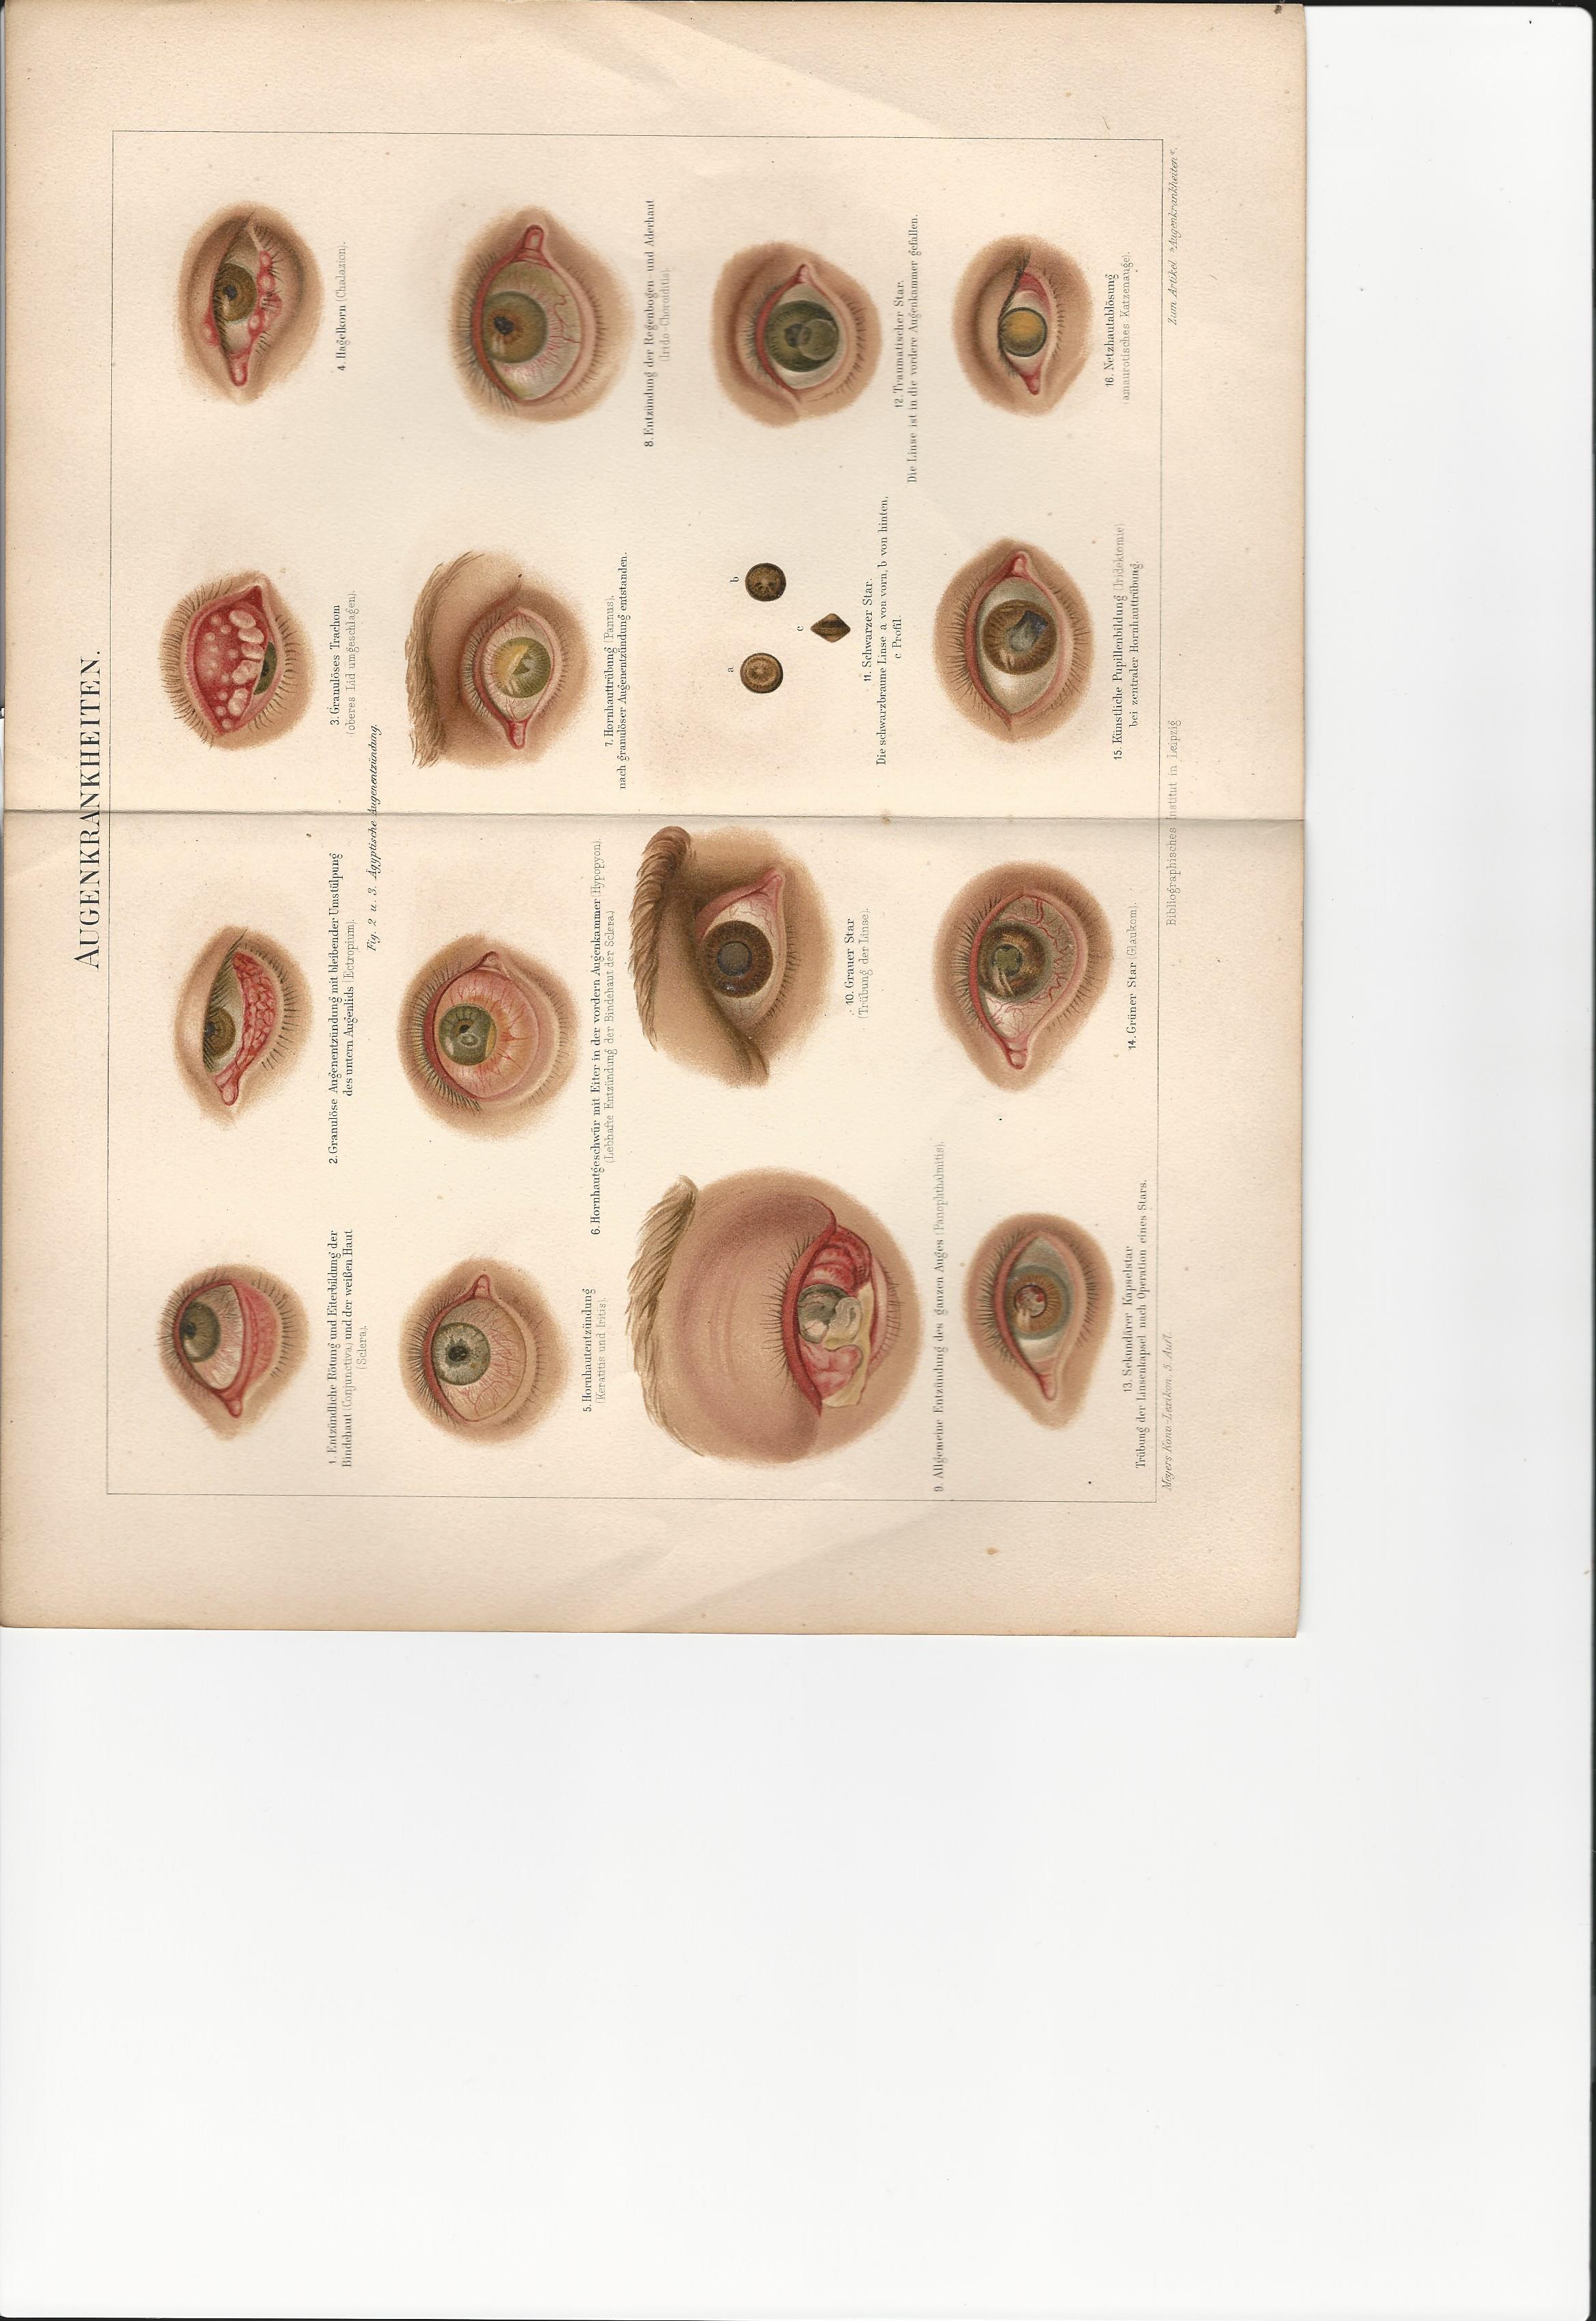 AUGENKRANKHEITEN.
1. Entzündliche Rötung und Eiterbildung der
Bindehaut (Conjunctiva) und der weißen Haut
(Sclera).
2. Granulöse Augenentzündung mit bleibender Umstülpung
des untern Augenlids (Ectropium).
3. Granulöses Trachom
(oberes Lid umgeschlagen).
Fig. 2 u. 3. Ägyptische Augenentzündung.
4. Hagelkorn (Chalazion).
5. Hornhautentzündung
(Keratitis und Iritis).
6. Hornhautgeschwür mit Eiter in der vordern Augenkammer (Hypopyon).
(Lebhafte Entzündung der Bindehaut der Sclera.)
7. Hornhauttrübung (Pannus),
nach granulöser Augenentzündung entstanden.
8. Entzündung der Regenbogen- und Aderhaut
(Irido-Choroiditis).
9. Allgemeine Entzündung des ganzen Auges (Panophthalmitis).
10. Grauer Star
(Trübung der Linse).
a
b
c
11. Schwarzer Star.
Die schwarzbraune Linse a von vorn, b von hinten,
c Profil.
12. Traumatischer Star.
Die Linse ist in die vordere Augenkammer gefallen.
13. Sekundärer Kapselstar
Trübung der Linsenkapsel nach Operation eines Stars.
14. Grüner Star (Glaukom).
15. Künstliche Pupillenbildung (Iridektomie)
bei zentraler Hornhauttrübung.
16. Netzhautablösung
(amaurotisches Katzenauge).
Meyers Konv.-Lexikon, 5. Aufl.
Bibliographisches Institut in Leipzig.
Zum Artikel »Augenkrankheiten«.